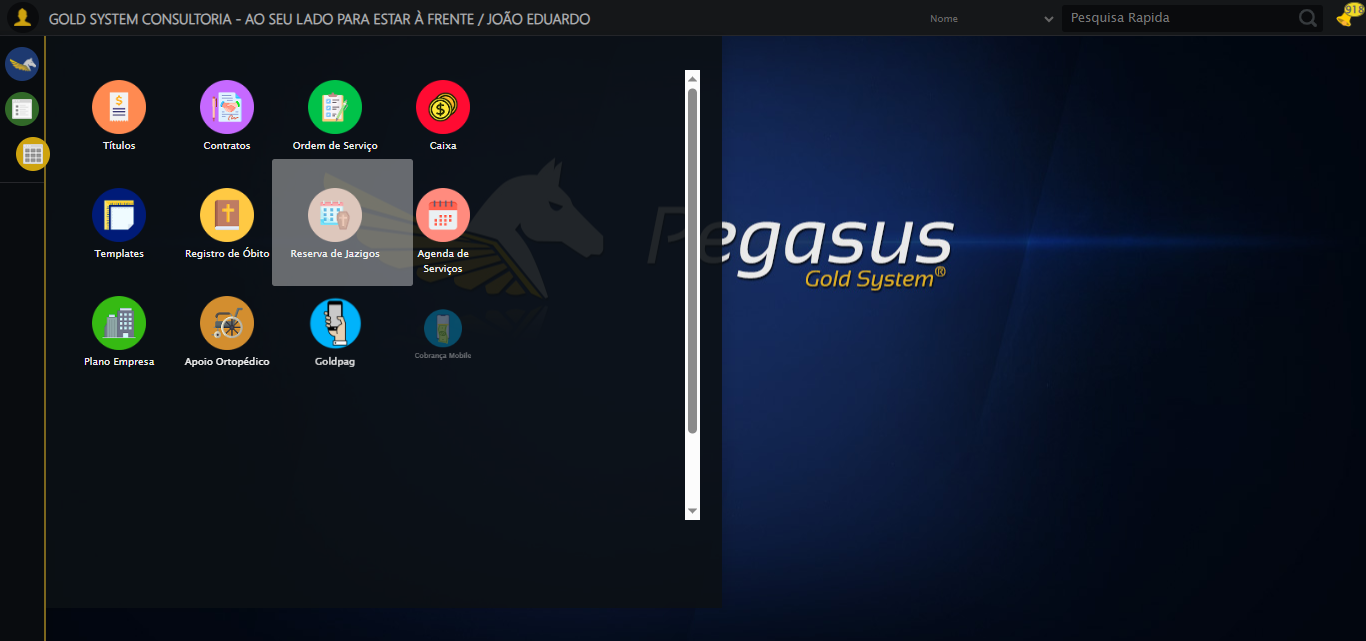 GOLD SYSTEM CONSULTORIA - AO SEU LADO PARA ESTAR À FRENTE / JOÃO EDUARDO
Nome
Pesquisa Rapida
918
Títulos
Contratos
Ordem de Serviço
Caixa
Templates
Registro de Óbito
Reserva de Jazigos
Agenda de
Serviços
Pegasus
Gold System®
Plano Empresa
Apoio Ortopédico
Goldpag
Cobrança Mobile